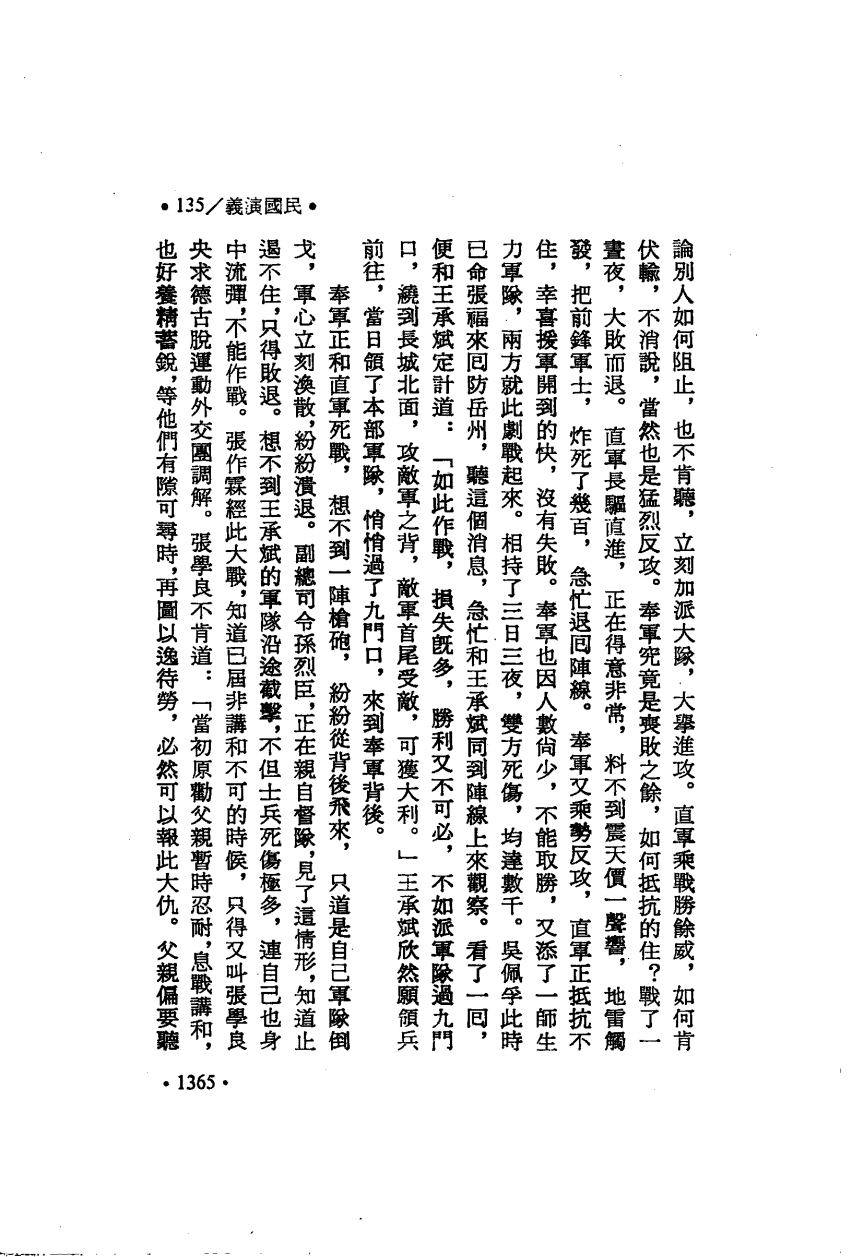 •135/義演國民•
論別人如何阻止，也不肯聽，立刻加派大隊，大舉進攻。直軍乘戰勝餘威，如何肯
伏輸，不消說，當然也是猛烈反攻。奉軍究竟是喪敗之餘，如何抵抗的住？戰了一
晝夜，大敗而退。直軍長驅直進，正在得意非常，料不到震天價一聲響，地雷觸
發，把前鋒軍士，炸死了幾百，急忙退囘陣線。奉軍又乘勢反攻，直軍正抵抗不
住，幸喜援軍開到的快，沒有失敗。奉軍也因人數尙少，不能取勝，又添了一師生
力軍隊，兩方就此劇戰起來。相持了三日三夜，雙方死傷，均達數千。吳佩孚此時
已命張福來囘防岳州，聽這個消息，急忙和王承斌同到陣線上來觀察。看了一囘，
便和王承斌定計道：「如此作戰，損失旣多，勝利又不可必，不如派軍隊過九門
口，繞到長城北面，攻敵軍之背，敵軍首尾受敵，可獲大利。」王承斌欣然願領兵
前往，當日領了本部軍隊，悄悄過了九門口，來到奉軍背後。
奉軍正和直軍死戰，想不到一陣槍砲，紛紛從背後飛來，只道是自己軍隊倒
戈，軍心立刻渙散，紛紛潰退。副總司令孫烈臣，正在親自督隊，見了這情形，知道止
遏不住，只得敗退。想不到王承斌的軍隊沿途截擊，不但士兵死傷極多，連自己也身
中流彈，不能作戰。張作霖經此大戰，知道已屆非講和不可的時候，只得又叫張學良
央求德古脫運動外交團調解。張學良不肯道：「當初原勸父親暫時忍耐，息戰講和，
也好養精蓄銳，等他們有隙可尋時，再圖以逸待勞，必然可以報此大仇。父親偏要聽
•1365•